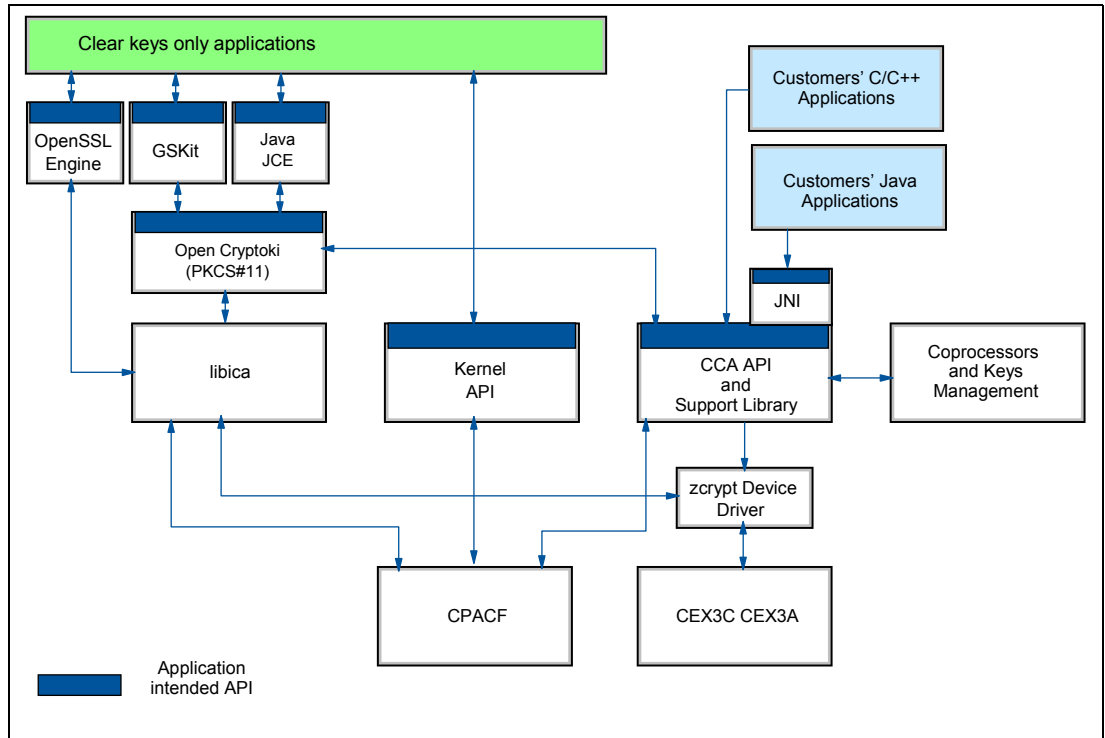 Clear keys only applications
Customers' C/C++
Applications
OpenSSL
Engine
GSKit
Java
JCE
Customers' Java
Applications
Open Cryptoki
(PKCS#11)
JNI
libica
Kernel
API
CCA API
and
Support Library
Coprocessors
and Keys
Management
zcrypt Device
Driver
CPACF
CEX3C CEX3A
Application
intended API